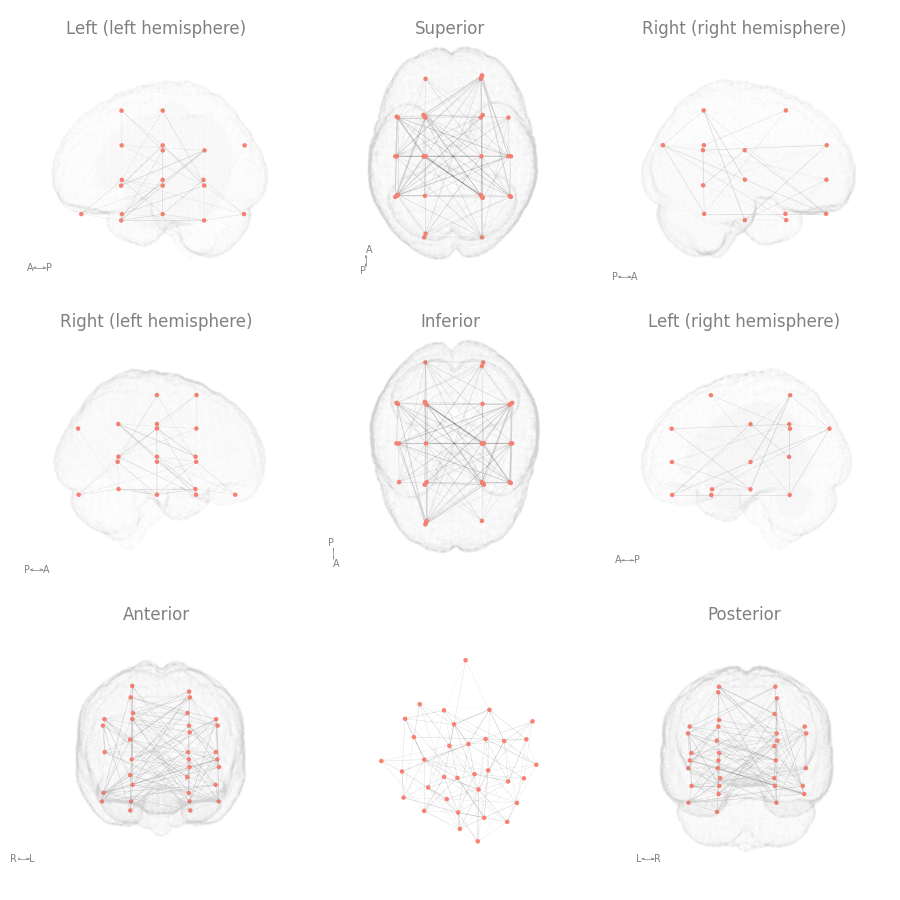 Left (left hemisphere)
Superior
Right (right hemisphere)
A P
A
P
P A
Right (left hemisphere)
Inferior
Left (right hemisphere)
P A
P
A
A P
Anterior
Posterior
R L
L R